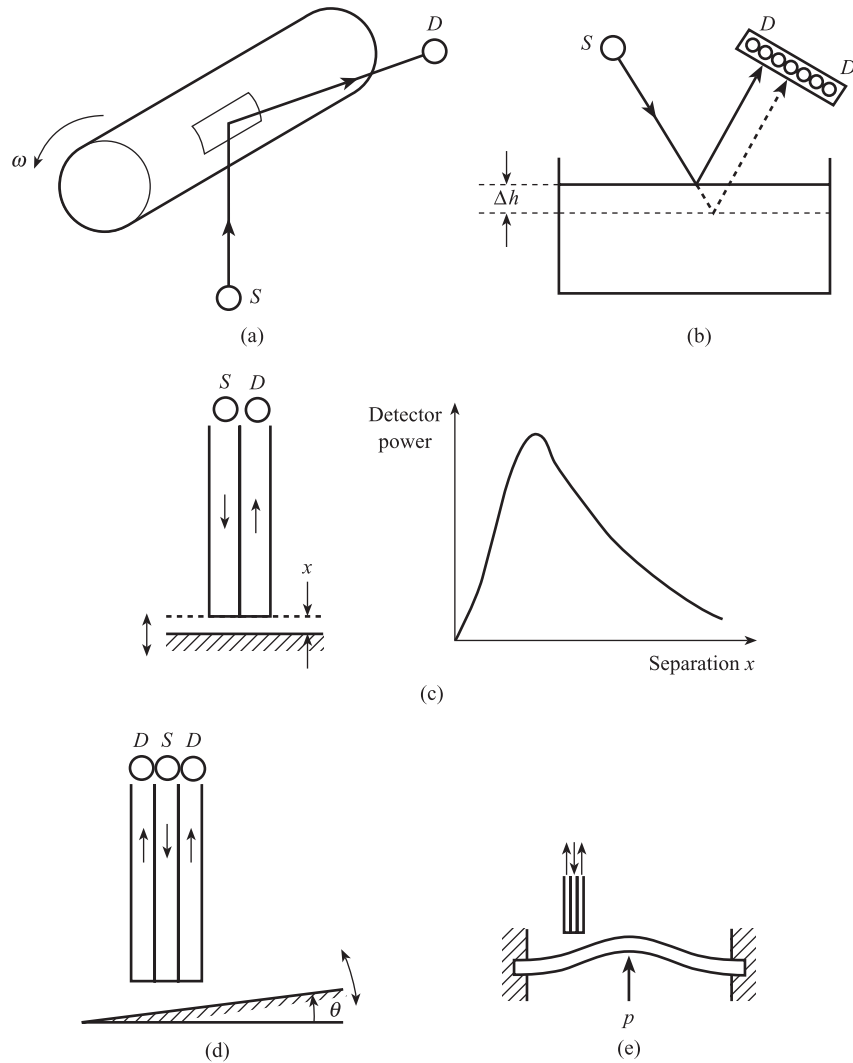 D
ω
S
(a)
S
D
D
Δh
(b)
S D
x
Detector
power
Separation x
(c)
D S D
θ
(d)
p
(e)